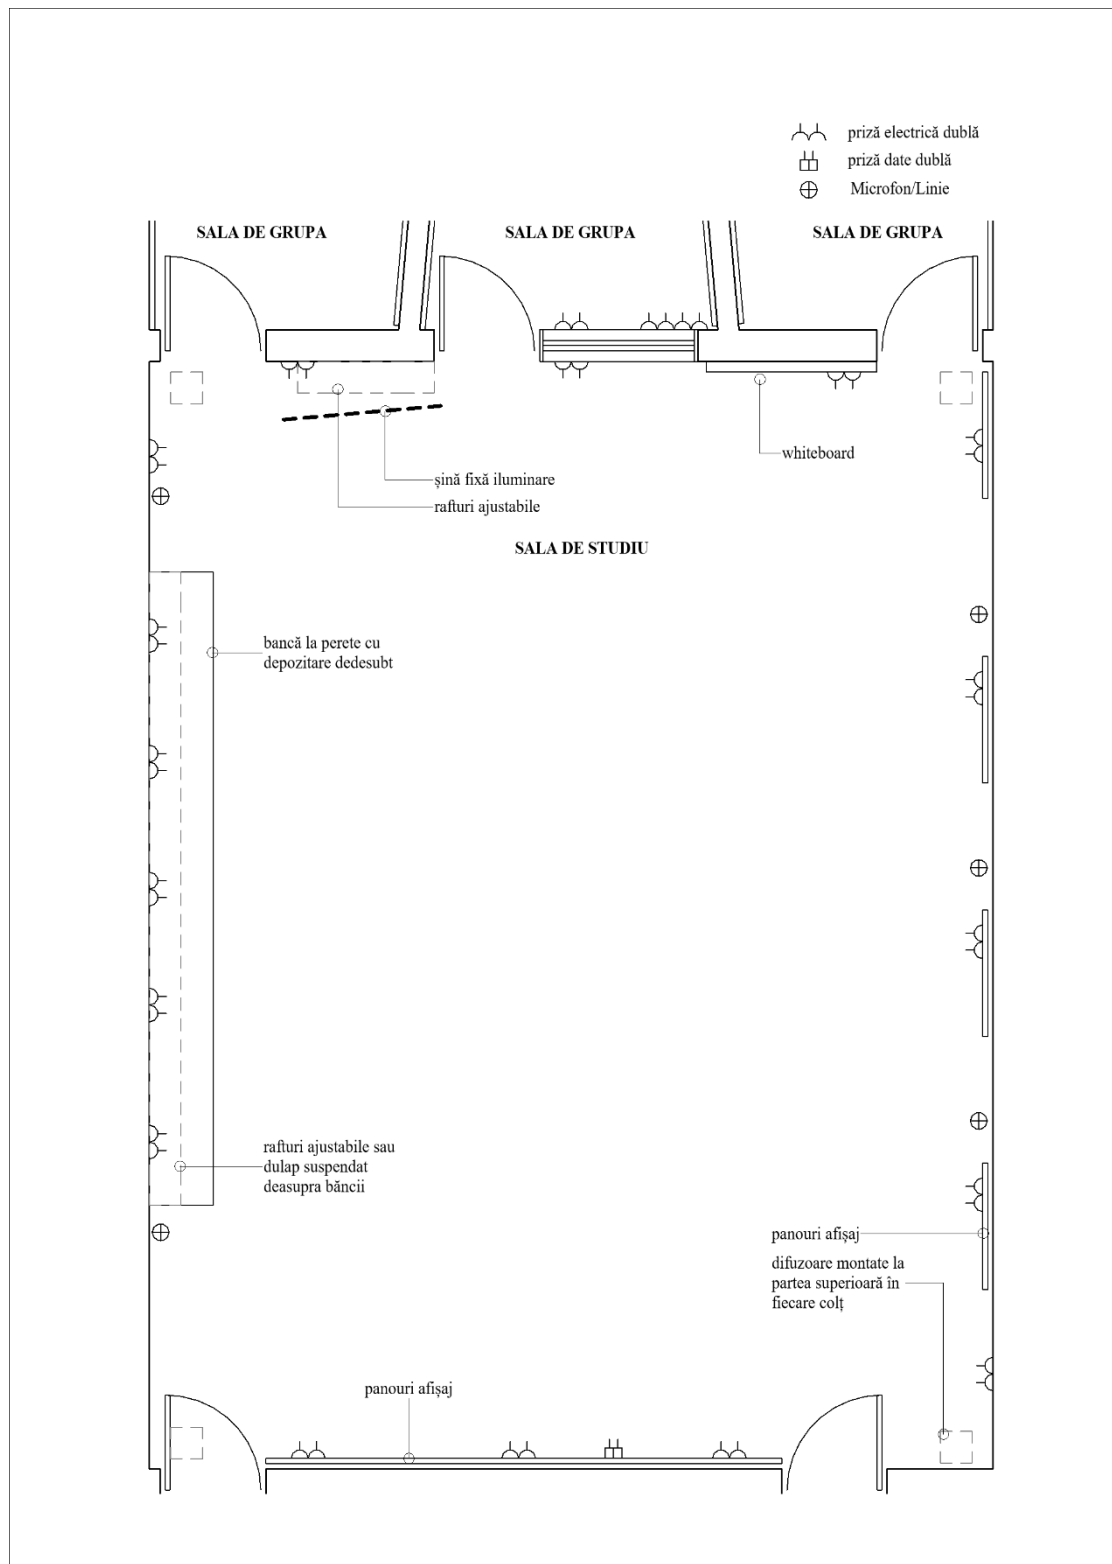 priză electrică dublă
priză date dublă
Microfon/Linie
SALA DE GRUPA
SALA DE GRUPA
SALA DE GRUPA
whiteboard
șină fixă iluminare
rafturi ajustabile
SALA DE STUDIU
bancă la perete cu
depozitare dedesubt
rafturi ajustabile sau
dulap suspendat
deasupra băncii
panouri afișaj
difuzoare montate la
partea superioară în
fiecare colț
panouri afișaj